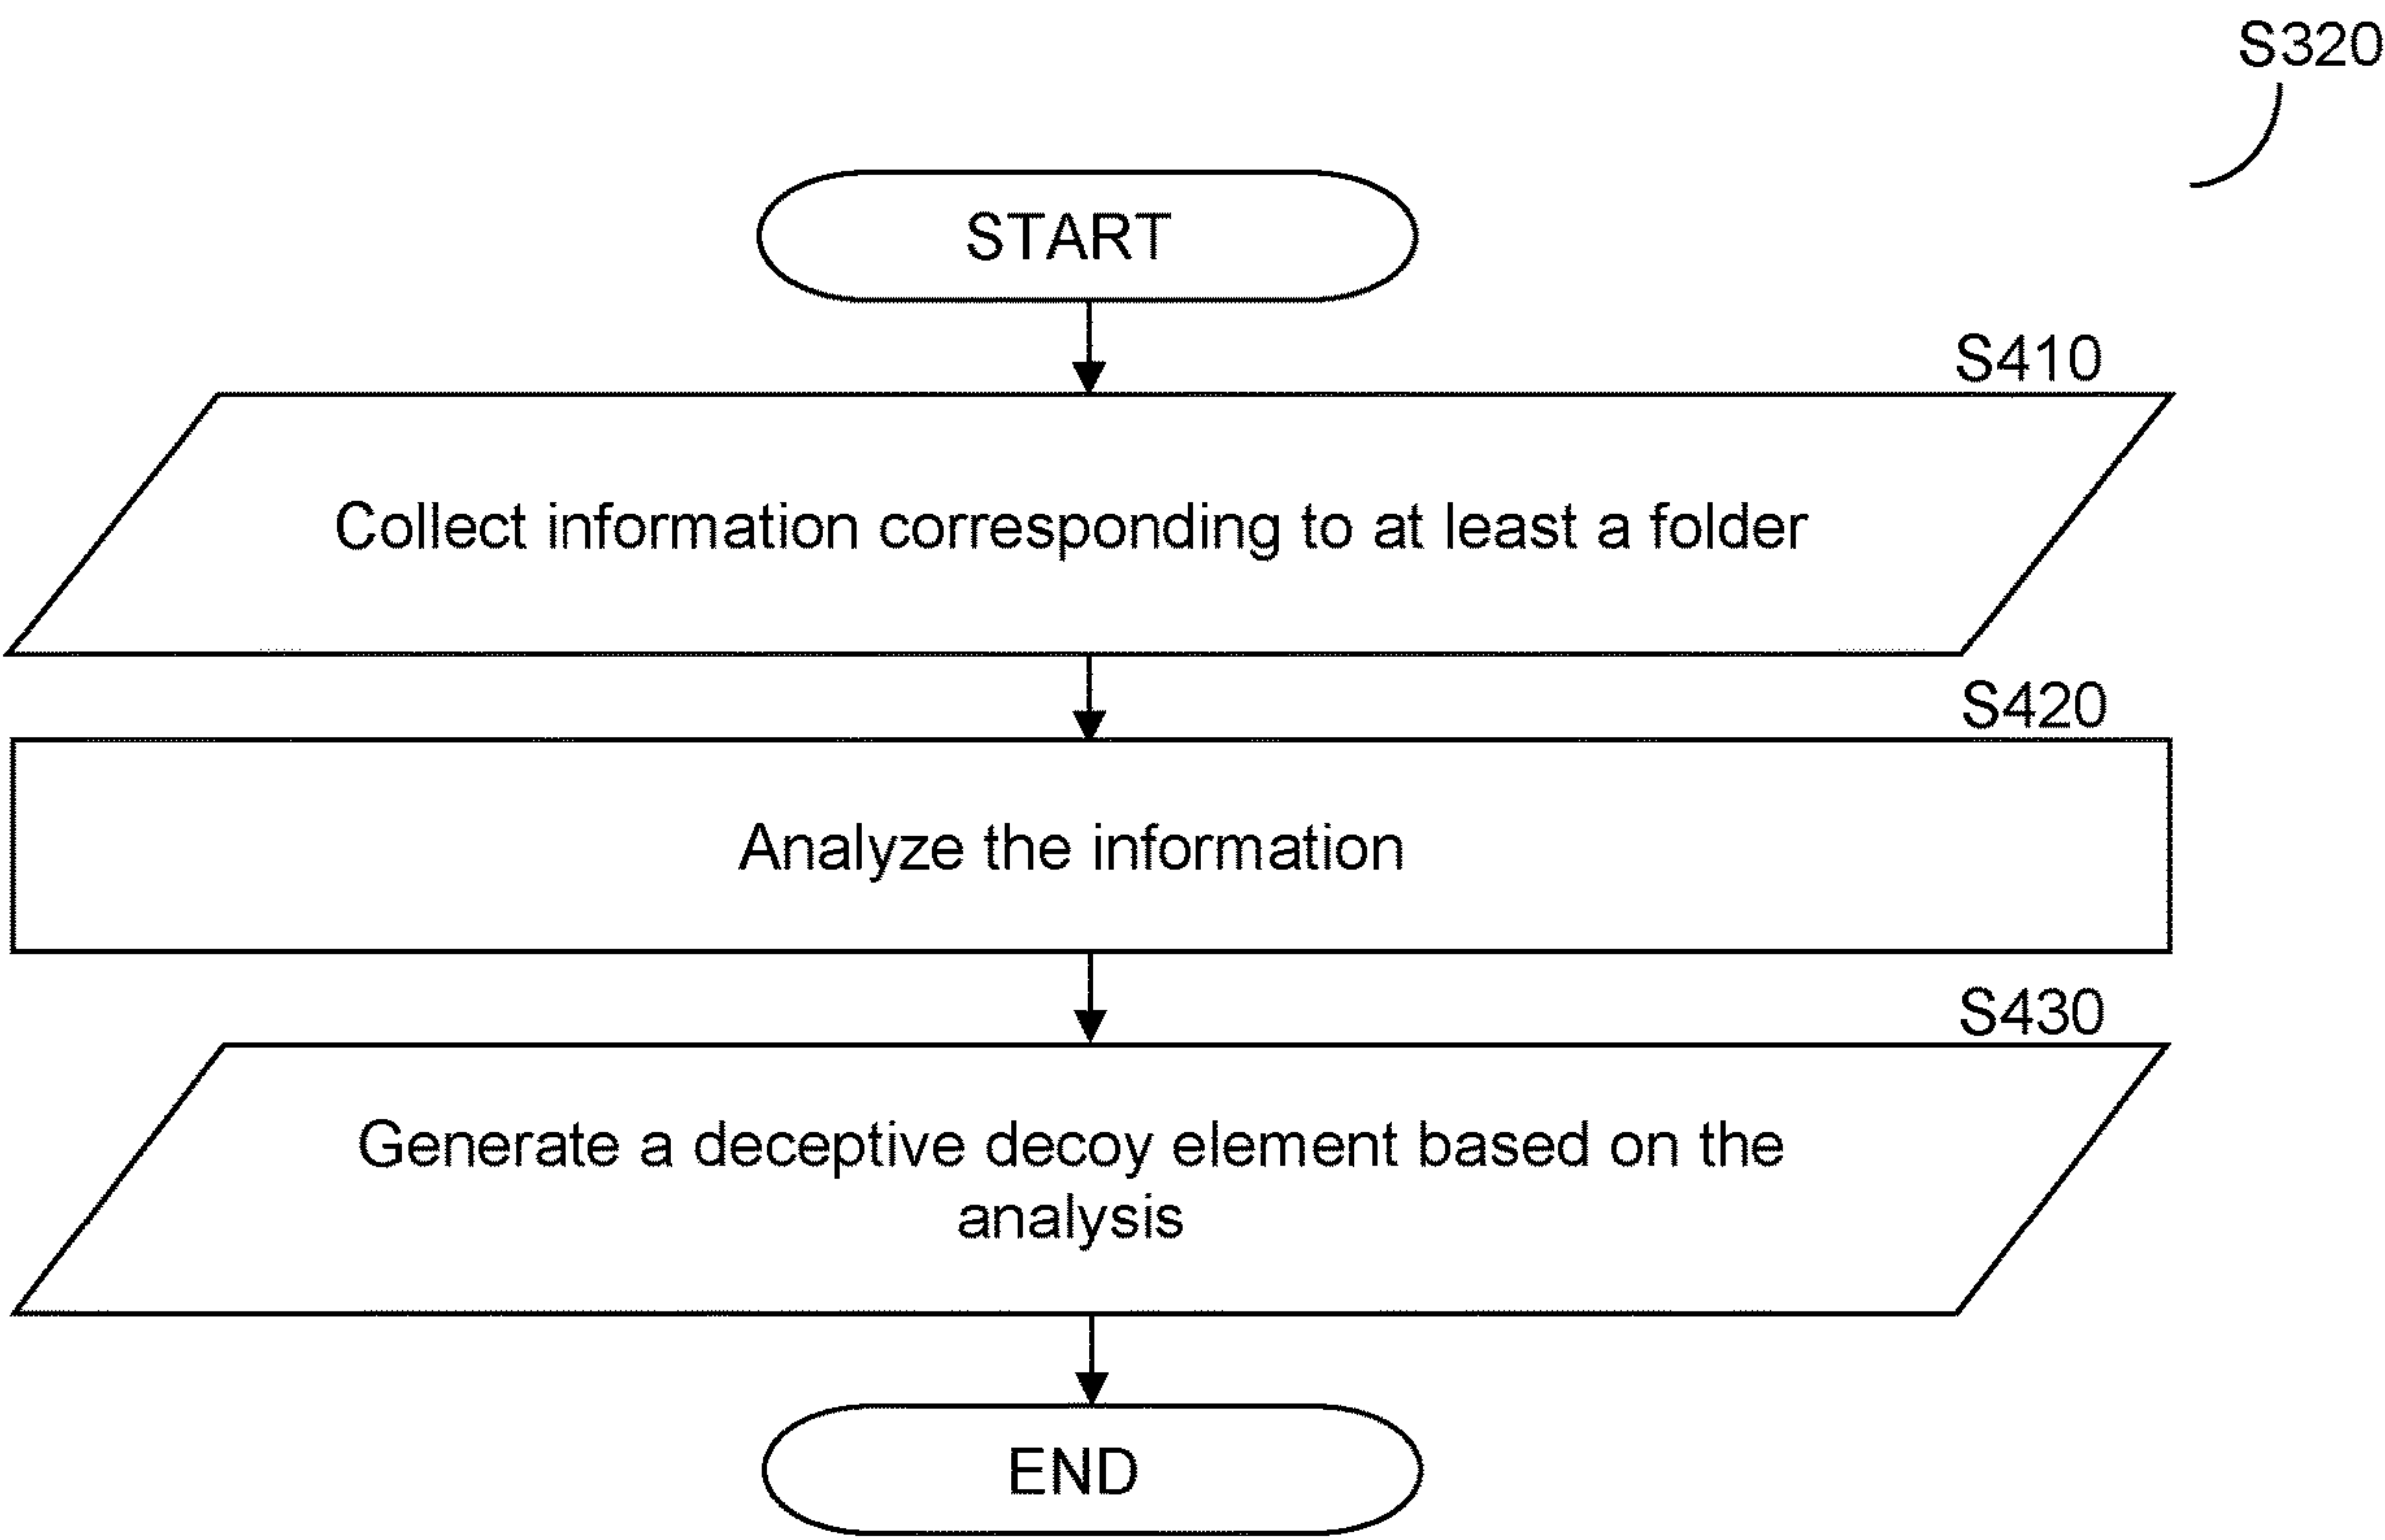 S320
START
S410
Collect information corresponding to at least a folder
S420
Analyze the information
S430
Generate a deceptive decoy element based on the
analysis
END